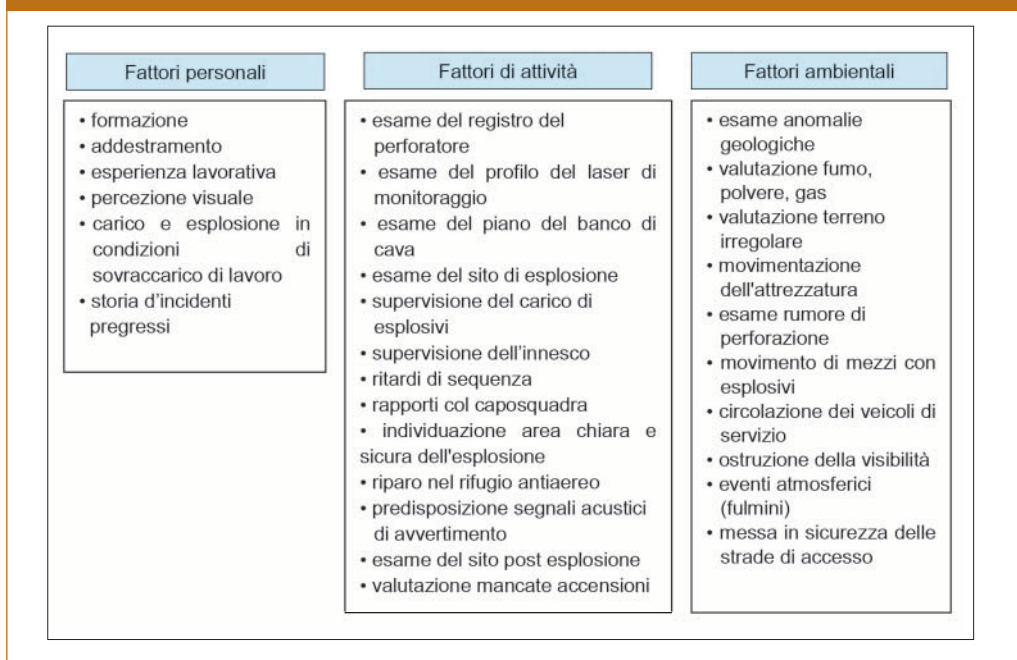 Fattori personali
• formazione
• addestramento
• esperienza lavorativa
• percezione visuale
• carico e esplosione in
condizioni di
sovraccarico di lavoro
• storia d'incidenti
pregressi
Fattori di attività
• esame del registro del
perforatore
• esame del profilo del laser di
monitoraggio
• esame del piano del banco di
cava
• esame del sito di esplosione
• supervisione del carico di
esplosivi
• supervisione dell'innesco
• ritardi di sequenza
• rapporti col caposquadra
• individuazione area chiara e
sicura dell'esplosione
• riparo nel rifugio antiaereo
• predisposizione segnali acustici
di avvertimento
• esame del sito post esplosione
• valutazione mancate accensioni
Fattori ambientali
• esame anomalie
geologiche
• valutazione fumo,
polvere, gas
• valutazione terreno
irregolare
• movimentazione
dell'attrezzatura
• esame rumore di
perforazione
• movimento di mezzi con
esplosivi
• circolazione dei veicoli di
servizio
• ostruzione della visibilità
• eventi atmosferici
(fulmini)
• messa in sicurezza delle
strade di accesso